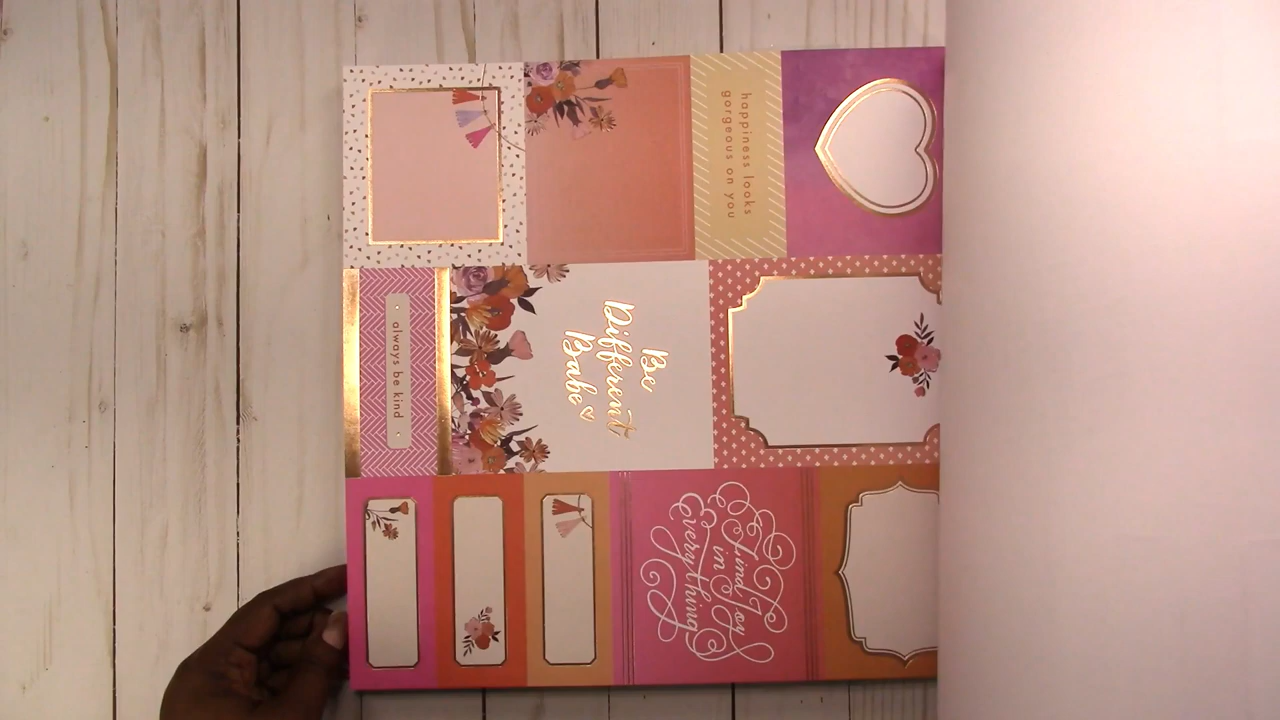 happiness looks
gorgeous on you
always be kind
Be
Different
Babe
find joy
in
Everything